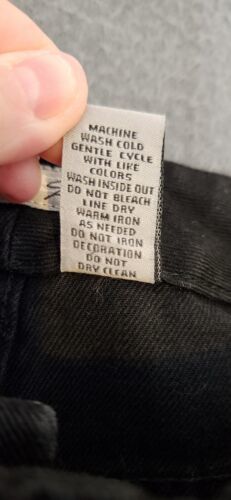 MACHINE
WASH COLD
GENTLE CYCLE
WITH LIKE
COLORS
WASH INSIDE OUT
DO NOT BLEACH
LINE DRY
WARM IRON
AS NEEDED
DO NOT IRON
DECORATION
DO NOT
DRY CLEAN